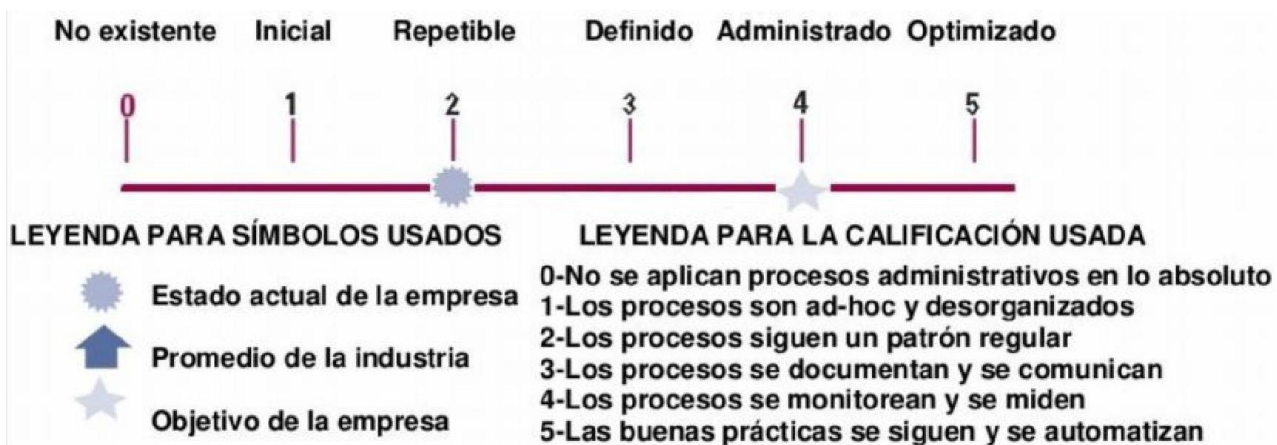 No existente Inicial Repetible Definido Administrado Optimizado
0 1 2 3 4 5
LEYENDA PARA SÍMBOLOS USADOS
Estado actual de la empresa
Promedio de la industria
Objetivo de la empresa
LEYENDA PARA LA CALIFICACIÓN USADA
0-No se aplican procesos administrativos en lo absoluto
1-Los procesos son ad-hoc y desorganizados
2-Los procesos siguen un patrón regular
3-Los procesos se documentan y se comunican
4-Los procesos se monitorean y se miden
5-Las buenas prácticas se siguen y se automatizan